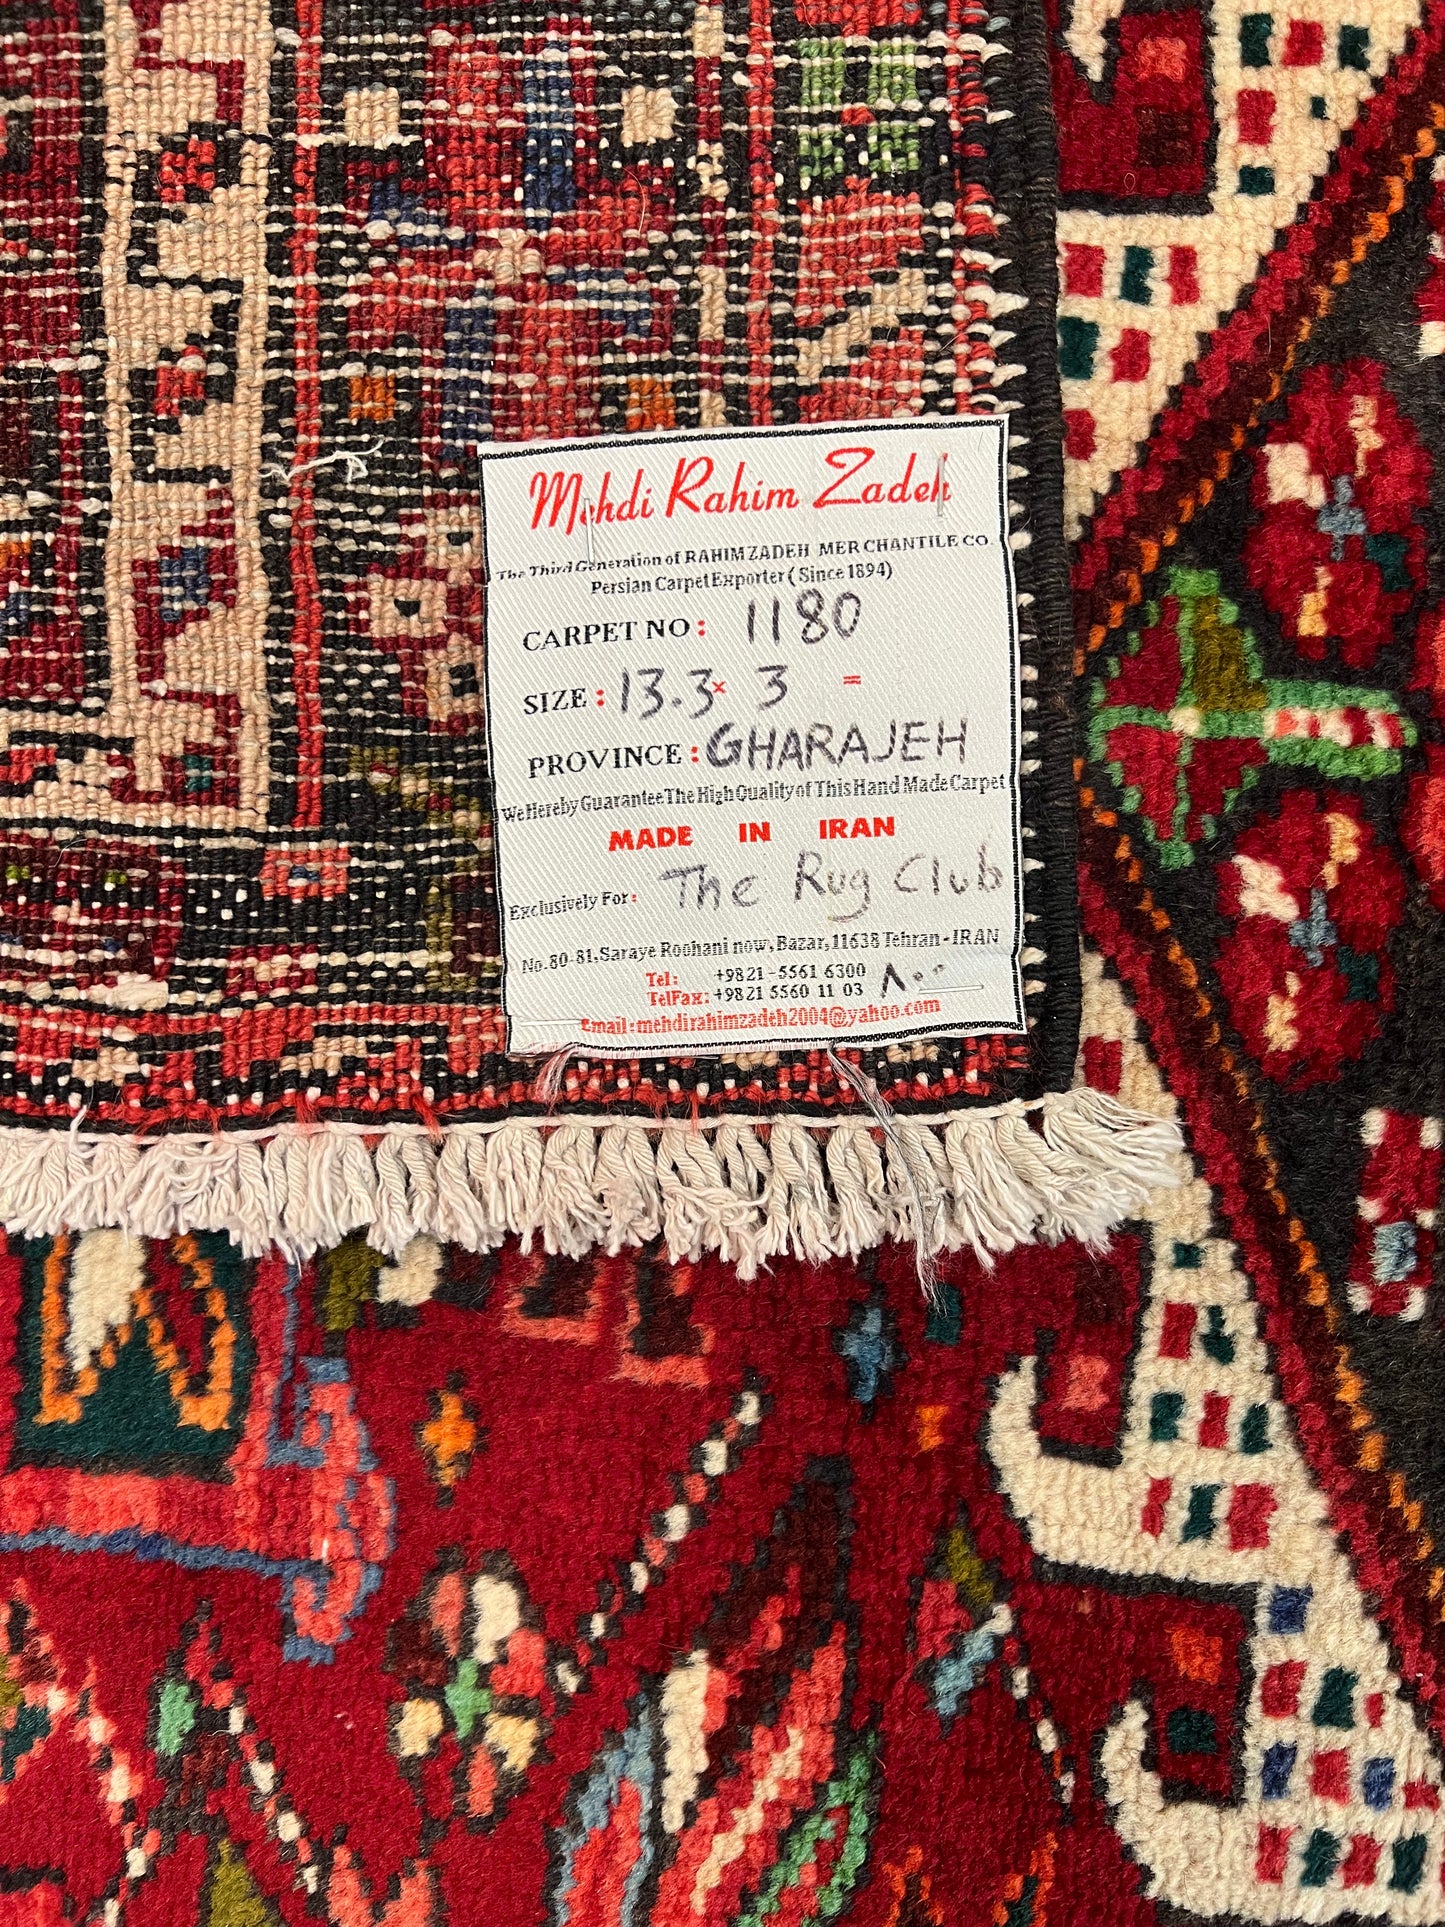 Mehdi Rahim Zadeh
The Third Generation of RAHIMZADEH MERCHANTILE CO.
Persian Carpet Exporter ( Since 1894)
CARPET NO : 1180
SIZE : 13.3 × 3 =
PROVINCE : GHARAJEH
We Hereby Guarantee The High Quality of This Hand Made Carpet
MADE IN IRAN
Exclusively For: The Rug Club
No. 80-81, Saraye Roohani now, Bazar, 11638 Tehran - IRAN
Tel: +9821-5561 6300
TelFax: +9821 5560 11 03 ۸۰۰
Email : mehdirahimzadeh2004@yahoo.com